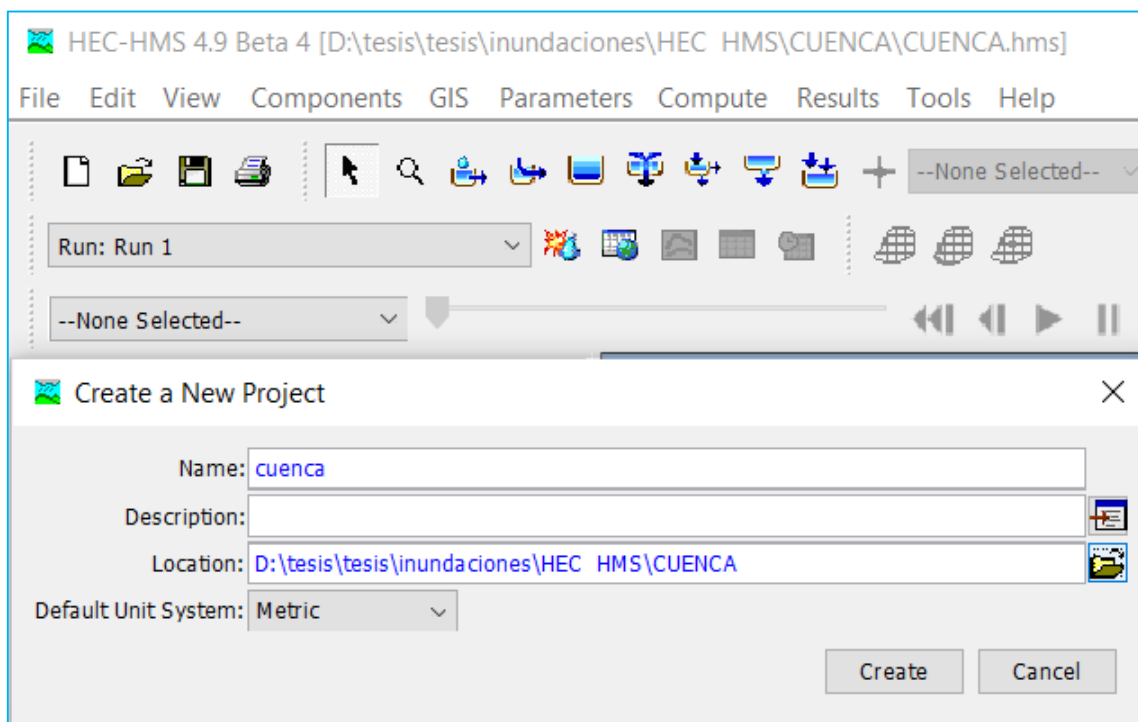 HEC-HMS 4.9 Beta 4 [D:\tesis\tesis\inundaciones\HEC  HMS\CUENCA\CUENCA.hms]
File Edit View Components GIS Parameters Compute Results Tools Help
--None Selected--
Run: Run 1
--None Selected--
Create a New Project
Name: cuenca
Description:
Location: D:\tesis\tesis\inundaciones\HEC  HMS\CUENCA
Default Unit System: Metric
Create Cancel